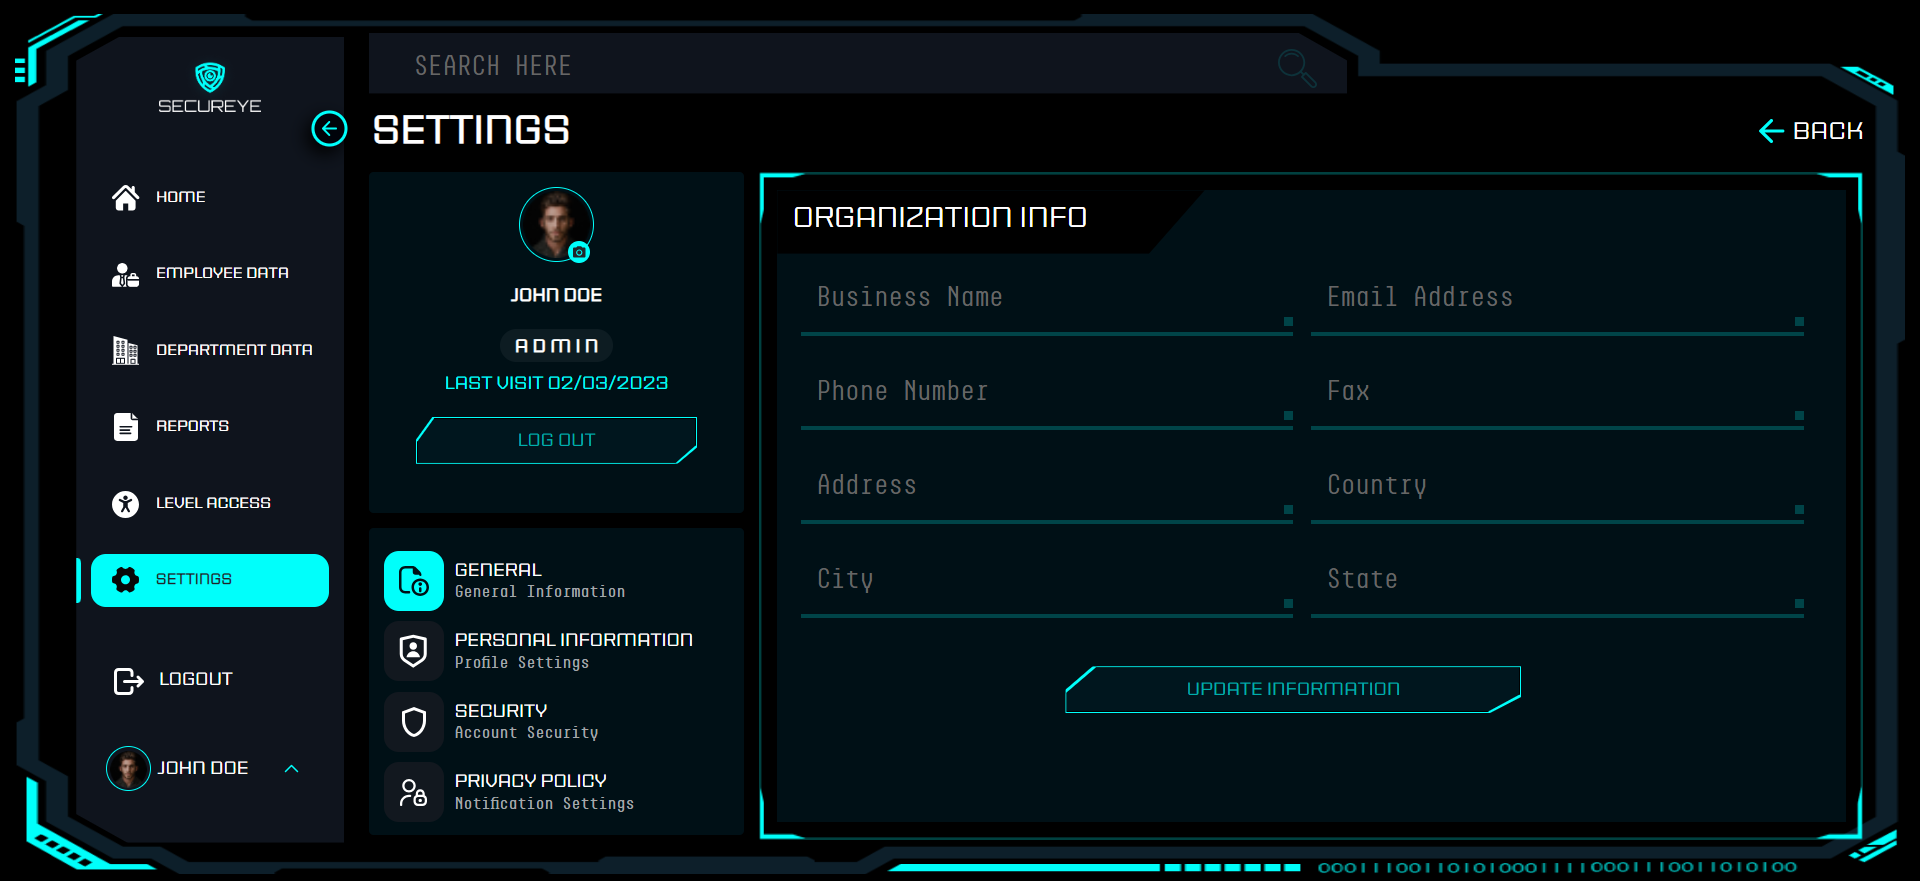 SECUREYE
HOME
EMPLOYEE DATA
DEPARTMENT DATA
REPORTS
LEVEL ACCESS
SETTINGS
LOGOUT
JOHN DOE
SEARCH HERE
SETTINGS
BACK
JOHN DOE
ADMIN
LAST VISIT 02/03/2023
LOG OUT
GENERAL
General Information
PERSONAL INFORMATION
Profile Settings
SECURITY
Account Security
PRIVACY POLICY
Notification Settings
ORGANIZATION INFO
Business Name
Email Address
Phone Number
Fax
Address
Country
City
State
UPDATE INFORMATION